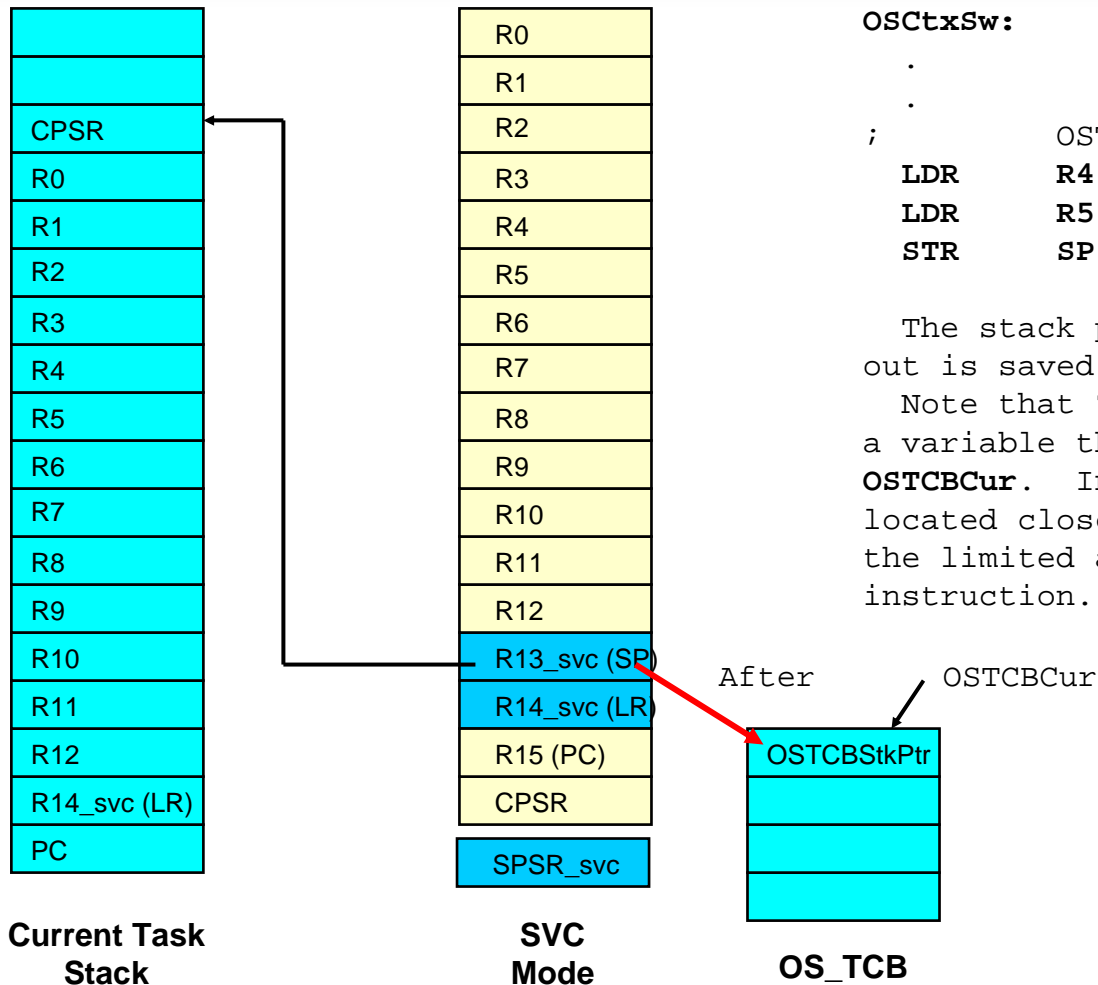 CPSR
R0
R1
R2
R3
R4
R5
R6
R7
R8
R9
R10
R11
R12
R14_svc (LR)
PC
Current Task
Stack
R0
R1
R2
R3
R4
R5
R6
R7
R8
R9
R10
R11
R12
R13_svc (SP)
R14_svc (LR)
R15 (PC)
CPSR
SPSR_svc
SVC
Mode
OSCtxSw:
.
.
; OST
LDR R4
LDR R5
STR SP
The stack
out is saved
Note that
a variable
OSTCBCur. In
located close
the limited
instruction.
After OSTCBCur
OSTCBStkPtr
OS_TCB